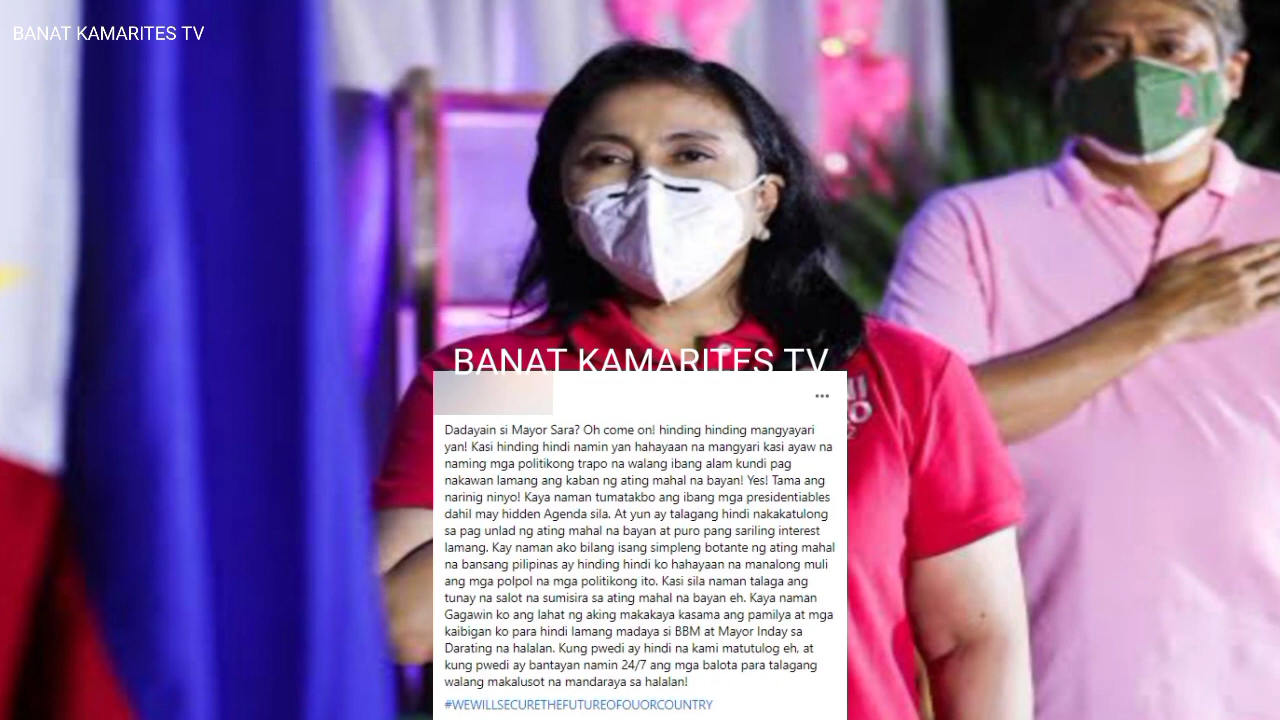 BANAT KAMARITES TV
BANAT KAMARITES TV
Dadayain si Mayor Sara? Oh come on! hinding hinding mangyayari
yan! Kasi hinding hindi namin yan hahayaan na mangyari kasi ayaw na
naming mga politikong trapo na walang ibang alam kundi pag
nakawan lamang ang kaban ng ating mahal na bayan! Yes! Tama ang
narinig ninyo! Kaya naman tumatakbo ang ibang mga presidentiables
dahil may hidden Agenda sila. At yun ay talagang hindi nakakatulong
sa pag unlad ng ating mahal na bayan at puro pang sariling interest
lamang. Kay naman ako bilang isang simpleng botante ng ating mahal
na bansang pilipinas ay hinding hindi ko hahayaan na manalong muli
ang mga polpol na mga politikong ito. Kasi sila naman talaga ang
tunay na salot na sumisira sa ating mahal na bayan eh. Kaya naman
Gagawin ko ang lahat ng aking makakaya kasama ang pamilya at mga
kaibigan ko para hindi lamang madaya si BBM at Mayor Inday sa
Darating na halalan. Kung pwedi ay hindi na kami matutulog eh, at
kung pwedi ay bantayan namin 24/7 ang mga balota para talagang
walang makalusot na mandaraya sa halalan!
#WEWILLSECURETHEFUTUREOFOUORCOUNTRY